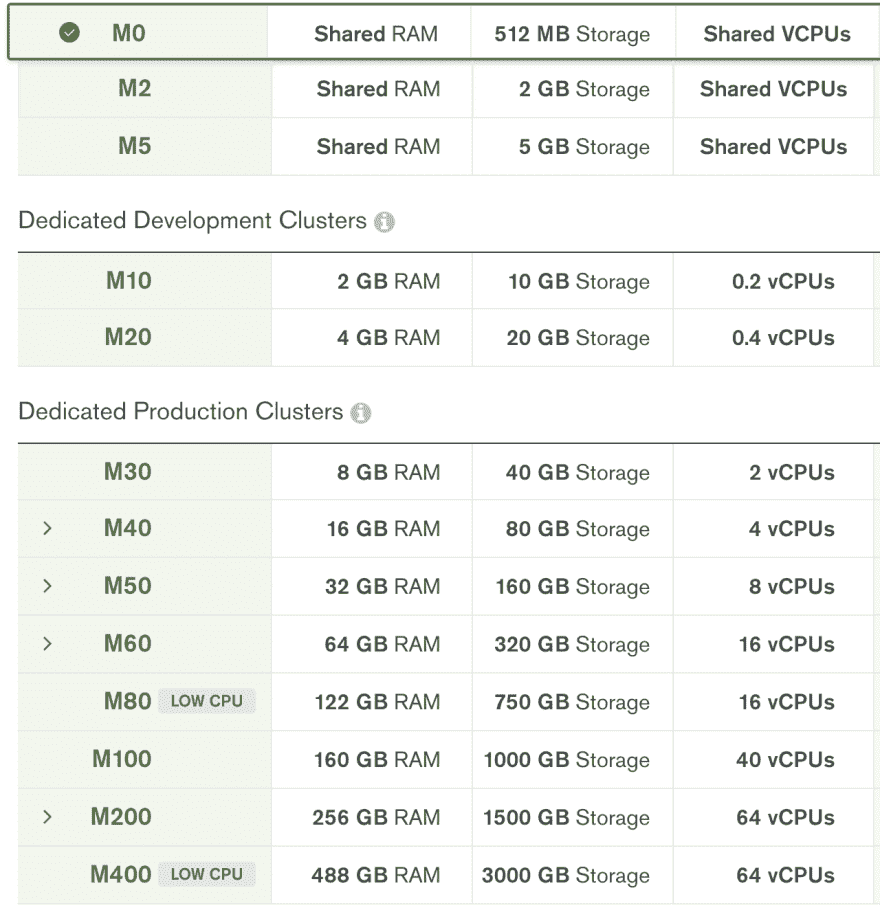 M0 Shared RAM 512 MB Storage Shared VCPUs
M2 Shared RAM 2 GB Storage Shared VCPUs
M5 Shared RAM 5 GB Storage Shared VCPUs
Dedicated Development Clusters
M10 2 GB RAM 10 GB Storage 0.2 vCPUs
M20 4 GB RAM 20 GB Storage 0.4 vCPUs
Dedicated Production Clusters
M30 8 GB RAM 40 GB Storage 2 vCPUs
M40 16 GB RAM 80 GB Storage 4 vCPUs
M50 32 GB RAM 160 GB Storage 8 vCPUs
M60 64 GB RAM 320 GB Storage 16 vCPUs
M80 LOW CPU 122 GB RAM 750 GB Storage 16 vCPUs
M100 160 GB RAM 1000 GB Storage 40 vCPUs
M200 256 GB RAM 1500 GB Storage 64 vCPUs
M400 LOW CPU 488 GB RAM 3000 GB Storage 64 vCPUs